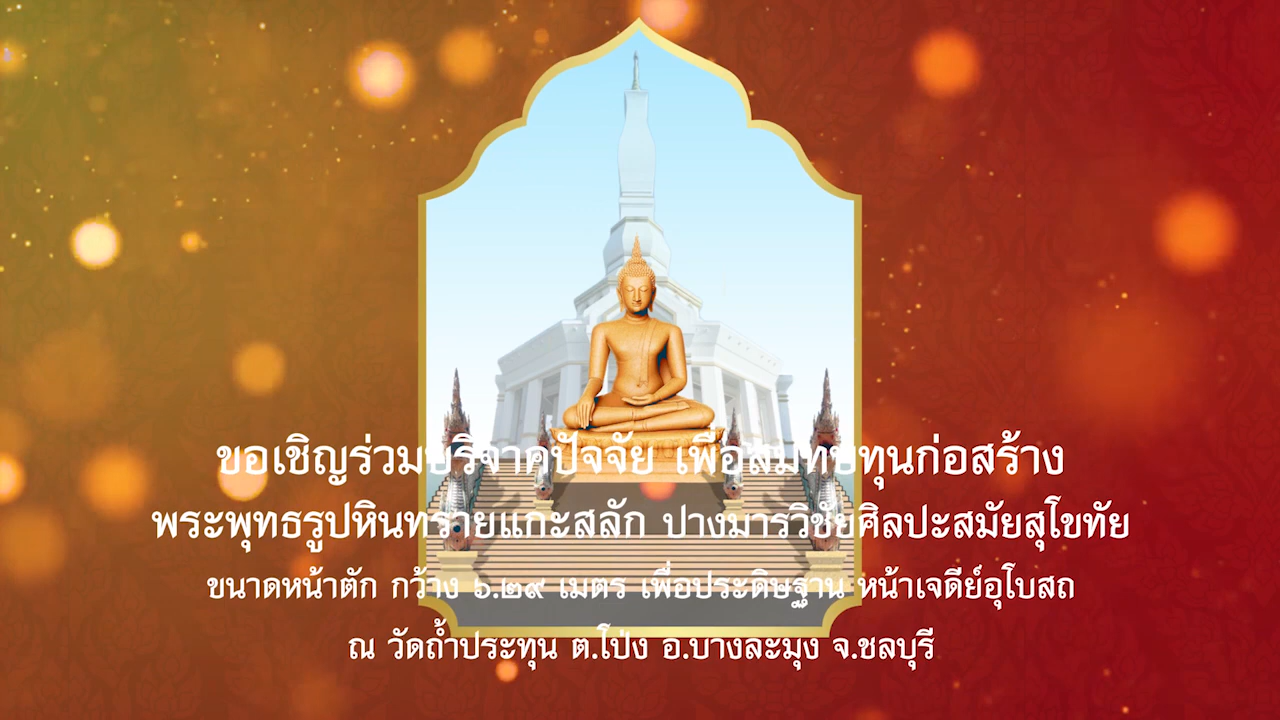 ขอเชิญร่วมบริจาคปัจจัย เพื่อสมทบทุนก่อสร้าง
พระพุทธรูปหินทรายแกะสลัก ปางมารวิชัยศิลปะสมัยสุโขทัย
ขนาดหน้าตัก กว้าง ๖.๒๙ เมตร เพื่อประดิษฐาน หน้าเจดีย์อุโบสถ
ณ วัดถ้ำประทุน ต.โป่ง อ.บางละมุง จ.ชลบุรี